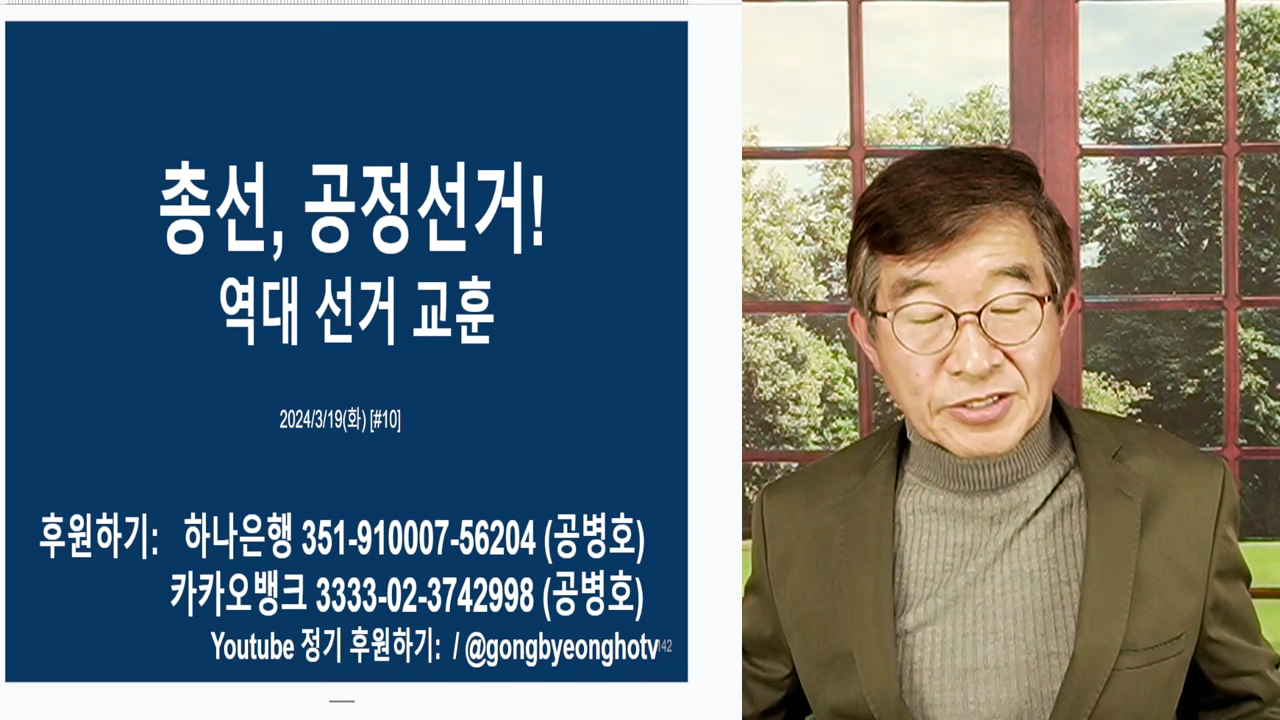 총선, 공정선거!
역대 선거 교훈
2024/3/19(화) [#10]
후원하기: 하나은행 351-910007-56204 (공병호)
카카오뱅크 3333-02-3742998 (공병호)
Youtube 정기 후원하기: / @gongbyeonghotv
142